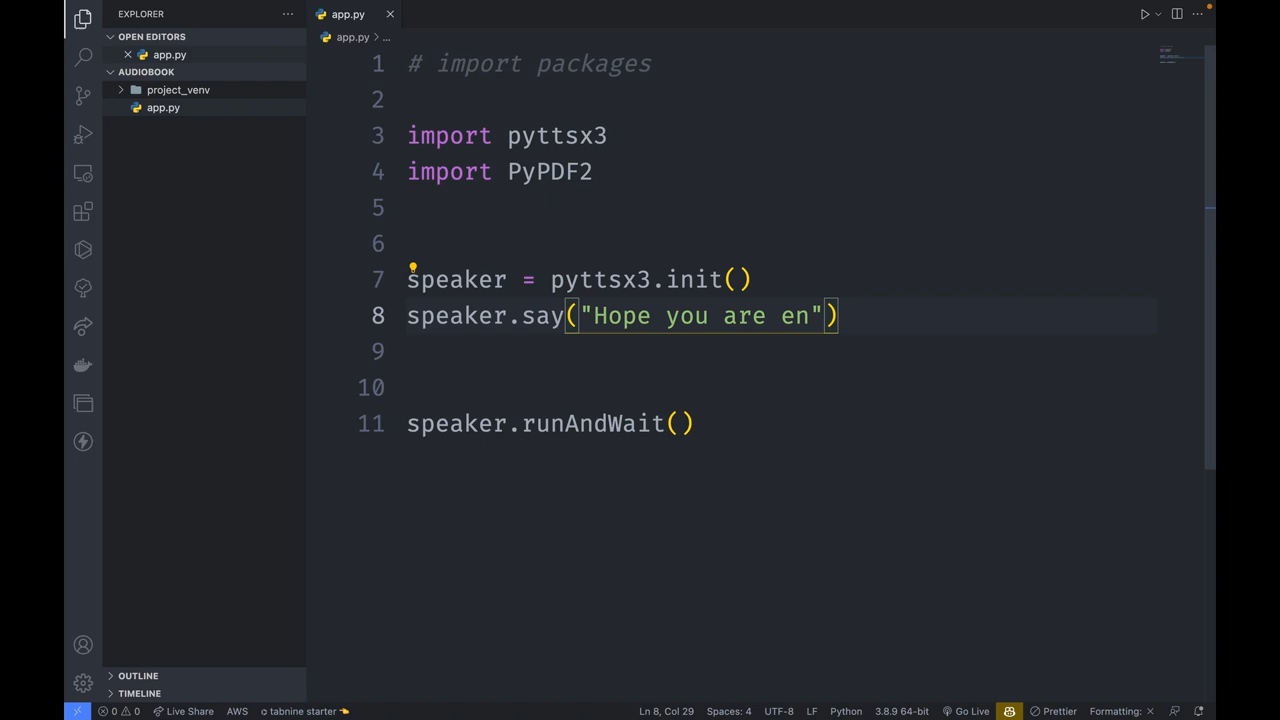 EXPLORER
OPEN EDITORS
app.py
AUDIOBOOK
project_venv
app.py
OUTLINE
TIMELINE
app.py
app.py > ...
1 # import packages
2
3 import pyttsx3
4 import PyPDF2
5
6
7 speaker = pyttsx3.init()
8 speaker.say("Hope you are en")
9
10
11 speaker.runAndWait()
0 0 Live Share AWS tabnine starter Ln 8, Col 29 Spaces: 4 UTF-8 LF Python 3.8.9 64-bit Go Live Prettier Formatting: ×